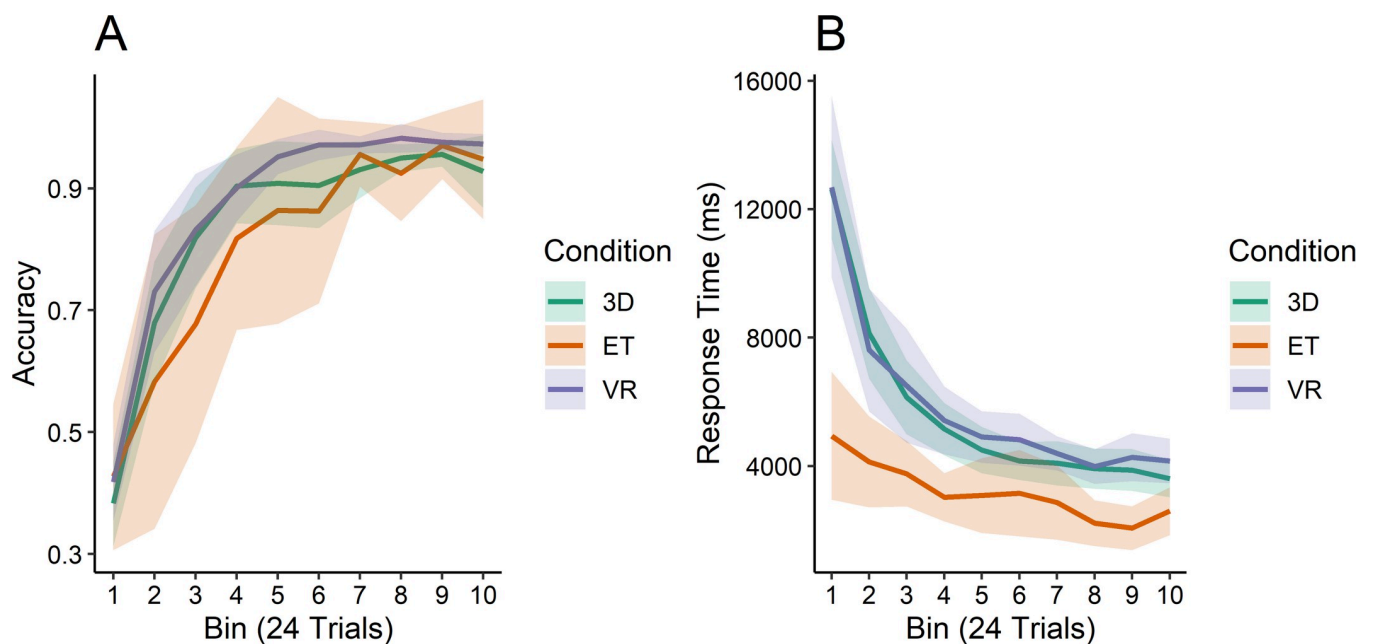 A
Accuracy
0.9
0.7
0.5
0.3
1 2 3 4 5 6 7 8 9 10
Bin (24 Trials)
Condition
3D
ET
VR
B
Response Time (ms)
16000
12000
8000
4000
1 2 3 4 5 6 7 8 9 10
Bin (24 Trials)
Condition
3D
ET
VR